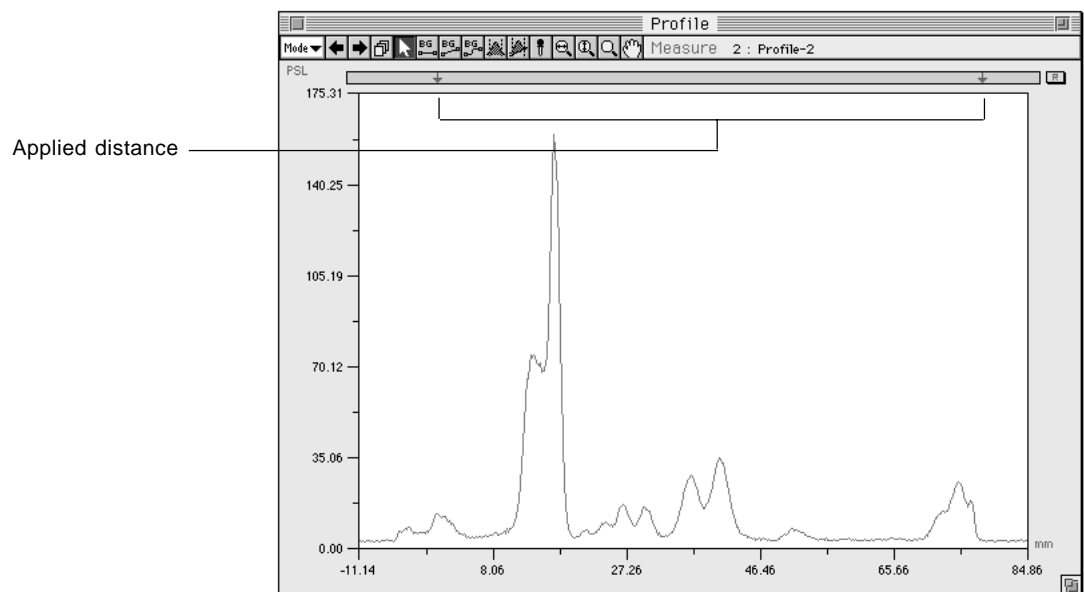 Profile
Mode BG BG BG Measure 2 : Profile-2
PSL
R
175.31
Applied distance
140.25
105.19
70.12
35.06
0.00
mm
-11.14 8.06 27.26 46.46 65.66 84.86